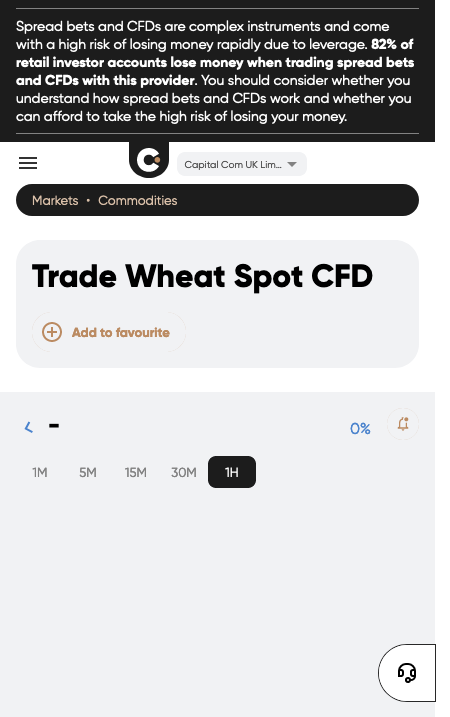 Spread bets and CFDs are complex instruments and come
with a high risk of losing money rapidly due to leverage. 82% of
retail investor accounts lose money when trading spread bets
and CFDs with this provider. You should consider whether you
understand how spread bets and CFDs work and whether you
can afford to take the high risk of losing your money.
Capital Com UK Lim...
Markets • Commodities
Trade Wheat Spot CFD
Add to favourite
- 0%
1M 5M 15M 30M 1H